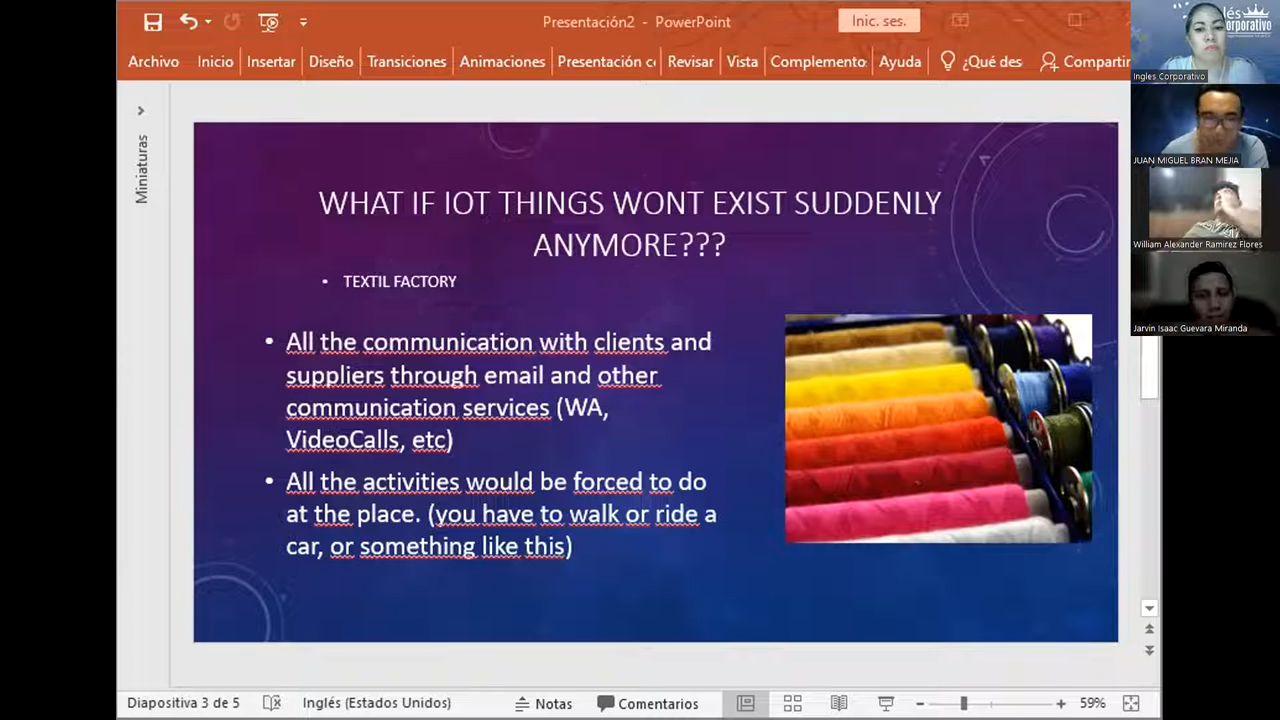 Presentación2 - PowerPoint
Inic. ses.
Archivo Inicio Insertar Diseño Transiciones Animaciones Presentación Revisar Vista Complemento Ayuda ¿Qué des Compartir
Miniaturas
WHAT IF IOT THINGS WONT EXIST SUDDENLY
ANYMORE???
• TEXTIL FACTORY
• All the communication with clients and
suppliers through email and other
communication services (WA,
VideoCalls, etc)
• All the activities would be forced to do
at the place. (you have to walk or ride a
car, or something like this)
Diapositiva 3 de 5 Inglés (Estados Unidos) Notas Comentarios 59%
lés
orporativo
Ingles Corporativo
JUAN MIGUEL BRAN MEJIA
William Alexander Ramirez Flores
Jarvin Isaac Guevara Miranda